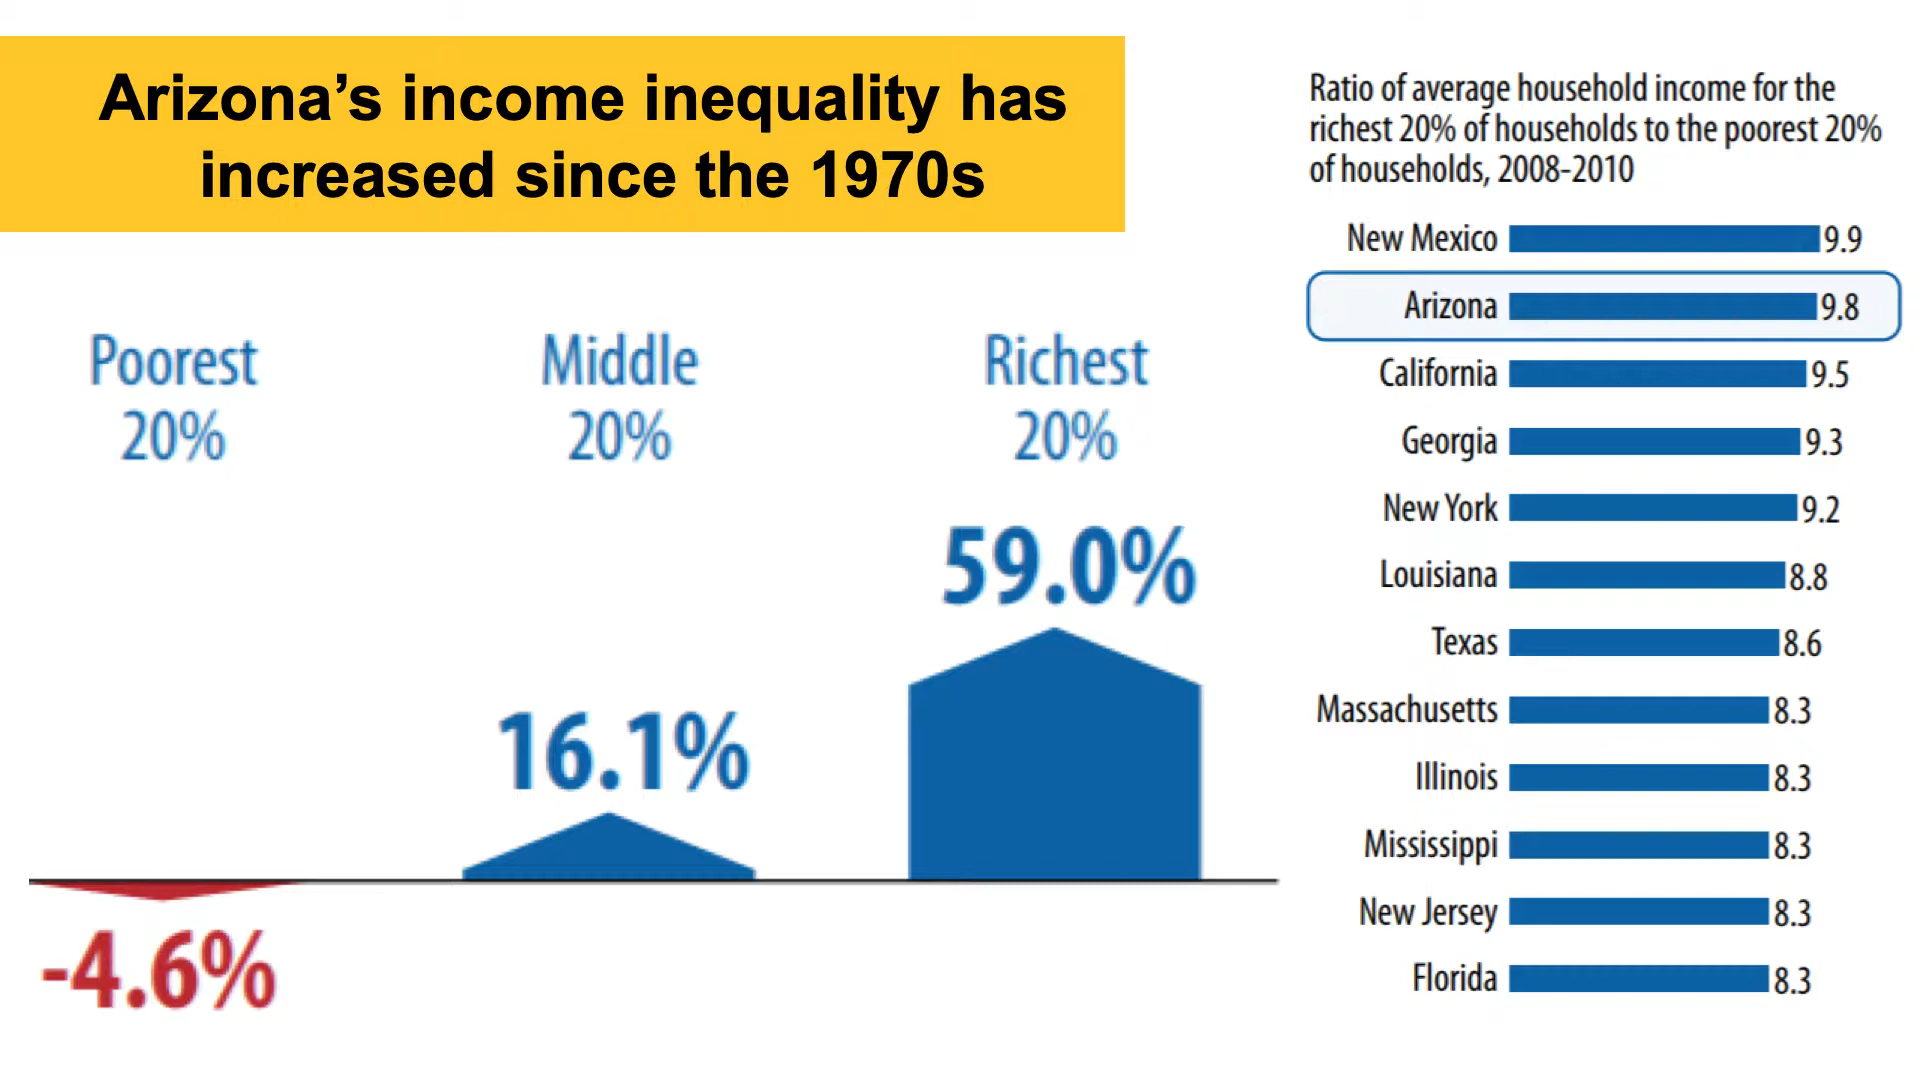 Arizona’s income inequality has
increased since the 1970s
Poorest
20%
-4.6%
Middle
20%
16.1%
Richest
20%
59.0%
Ratio of average household income for the
richest 20% of households to the poorest 20%
of households, 2008-2010
New Mexico 9.9
Arizona 9.8
California 9.5
Georgia 9.3
New York 9.2
Louisiana 8.8
Texas 8.6
Massachusetts 8.3
Illinois 8.3
Mississippi 8.3
New Jersey 8.3
Florida 8.3